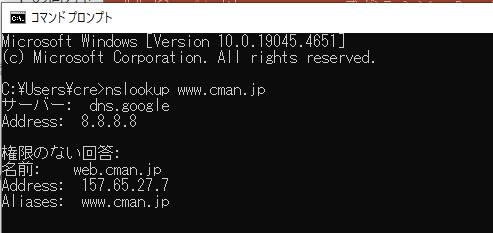 コマンド プロンプト
Microsoft Windows [Version 10.0.19045.4651]
(c) Microsoft Corporation. All rights reserved.
C:¥Users¥cre>nslookup www.cman.jp
サーバー:  dns.google
Address:  8.8.8.8
権限のない回答:
名前:    web.cman.jp
Address:  157.65.27.7
Aliases:  www.cman.jp